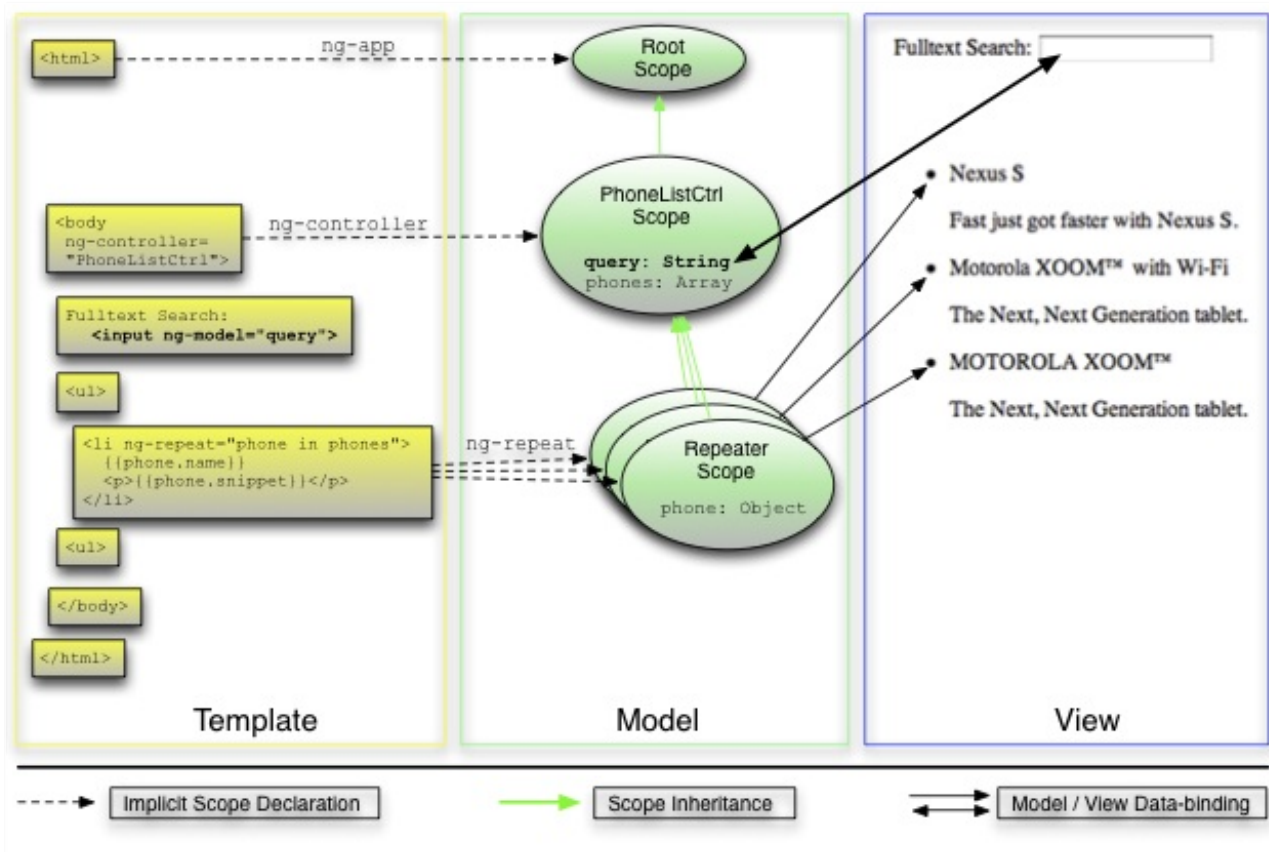 <html>
ng-app
Root
Scope
Fulltext Search:
<body
ng-controller=
"PhoneListCtrl">
ng-controller
PhoneListCtrl
Scope
query: String
phones: Array
Nexus S
Fast just got faster with Nexus S.
Motorola XOOM™ with Wi-Fi
The Next, Next Generation tablet.
MOTOROLA XOOM™
The Next, Next Generation tablet.
Fulltext Search:
<input ng-model="query">
<ul>
<li ng-repeat="phone in phones">
{{phone.name}}
<p>{{phone.snippet}}</p>
</li>
ng-repeat
Repeater
Scope
phone: Object
<ul>
</body>
</html>
Template
Model
View
Implicit Scope Declaration
Scope Inheritance
Model / View Data-binding